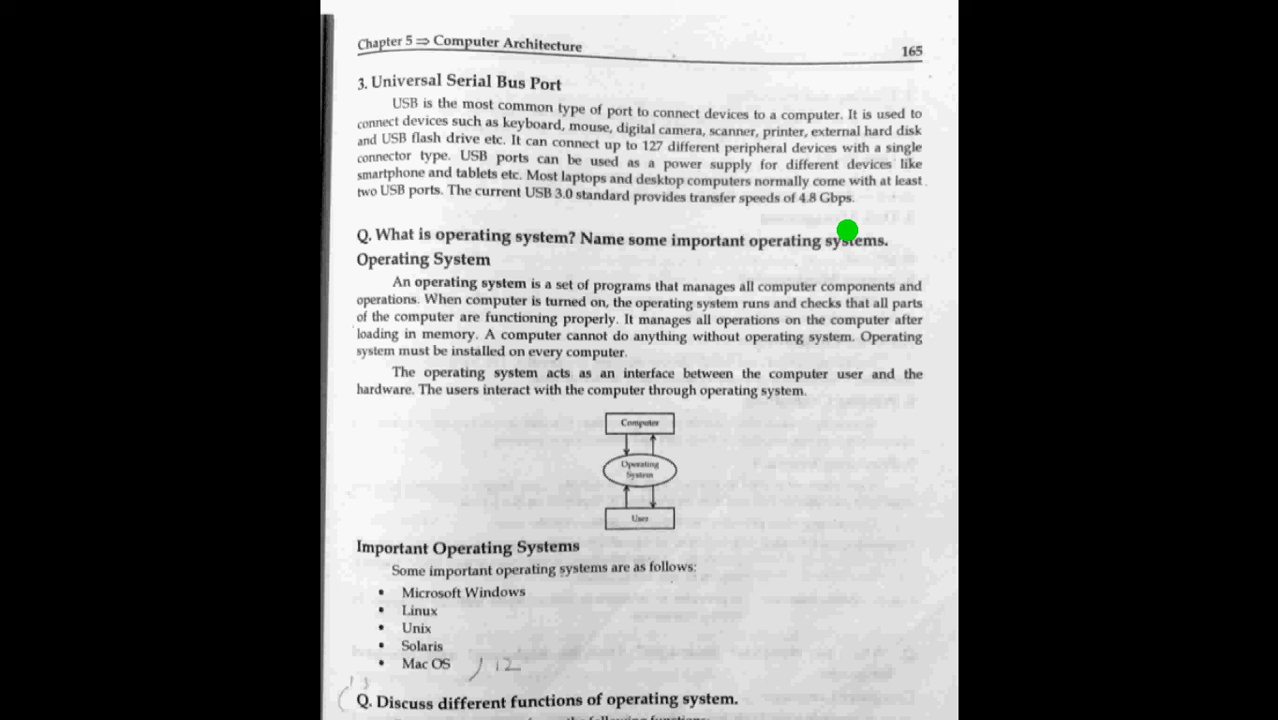 Chapter 5 ⇒ Computer Architecture
165
3. Universal Serial Bus Port
USB is the most common type of port to connect devices to a computer. It is used to
connect devices such as keyboard, mouse, digital camera, scanner, printer, external hard disk
and USB flash drive etc. It can connect up to 127 different peripheral devices with a single
connector type. USB ports can be used as a power supply for different devices like
smartphone and tablets etc. Most laptops and desktop computers normally come with at least
two USB ports. The current USB 3.0 standard provides transfer speeds of 4.8 Gbps.
Q. What is operating system? Name some important operating systems.
Operating System
An operating system is a set of programs that manages all computer components and
operations. When computer is turned on, the operating system runs and checks that all parts
of the computer are functioning properly. It manages all operations on the computer after
loading in memory. A computer cannot do anything without operating system. Operating
system must be installed on every computer.
The operating system acts as an interface between the computer user and the
hardware. The users interact with the computer through operating system.
Computer
Operating
System
User
Important Operating Systems
Some important operating systems are as follows:
• Microsoft Windows
• Linux
• Unix
• Solaris
• Mac OS
12
Q. Discuss different functions of operating system.
the following functions: